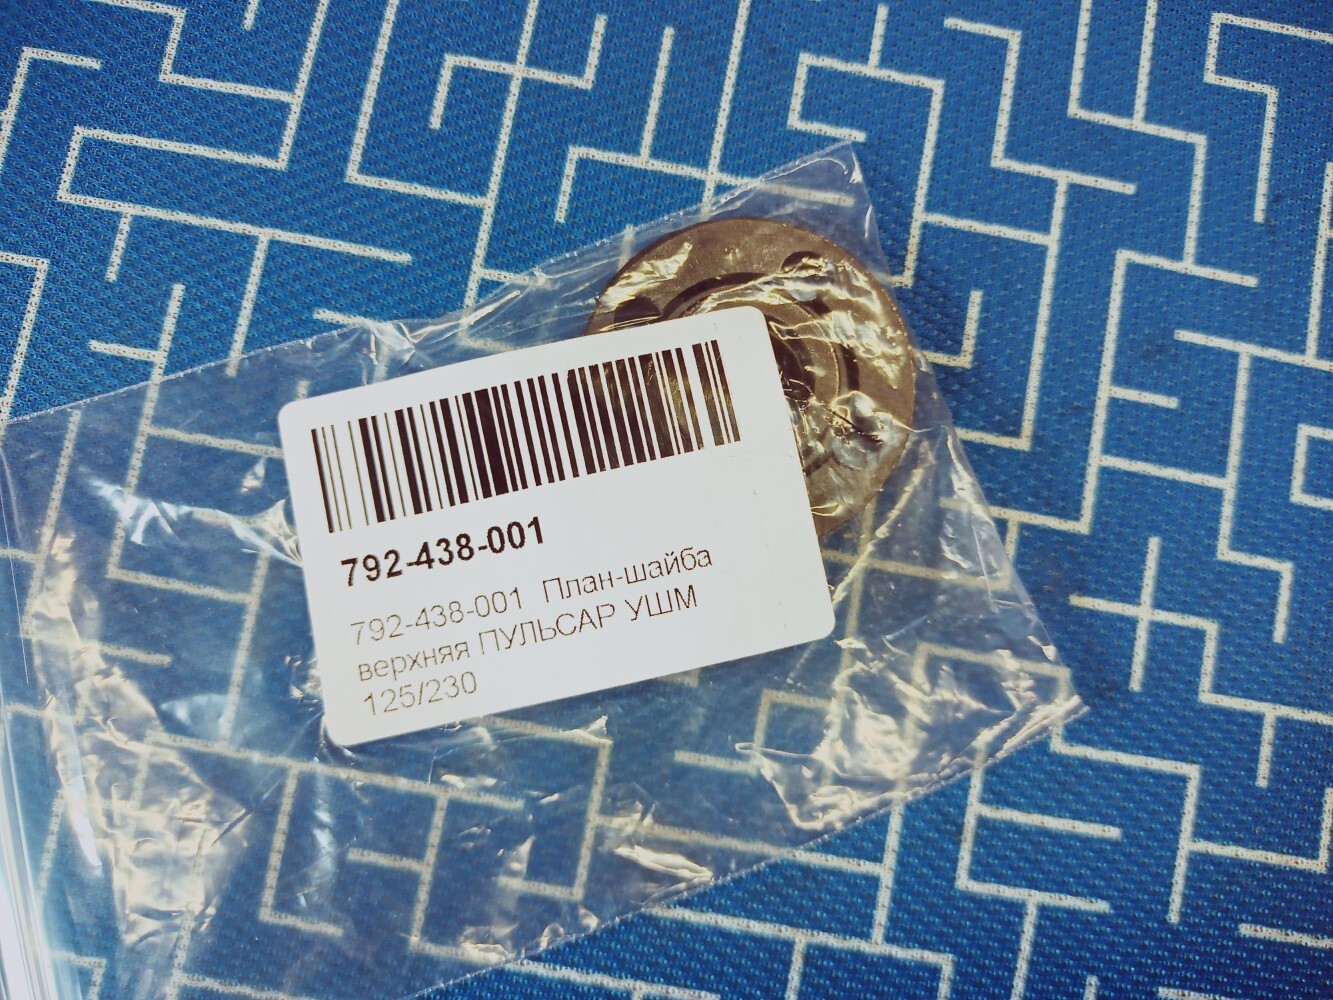 792-438-001
792-438-001 План-шайба
верхняя ПУЛЬСАР УШМ
125/230